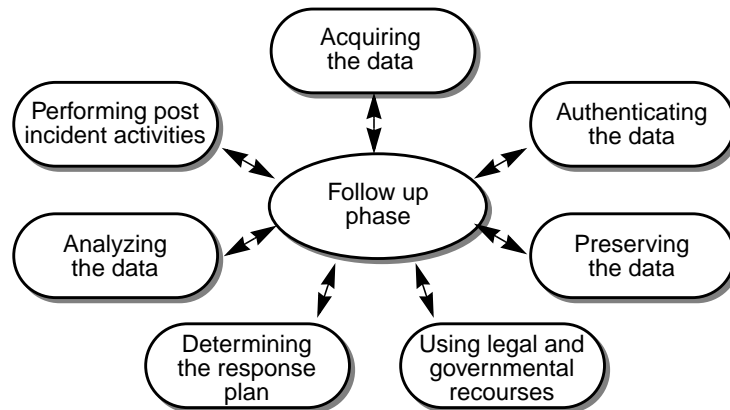 Acquiring
the data
Performing post
incident activities
Authenticating
the data
Follow up
phase
Analyzing
the data
Preserving
the data
Determining
the response
plan
Using legal and
governmental
recourses